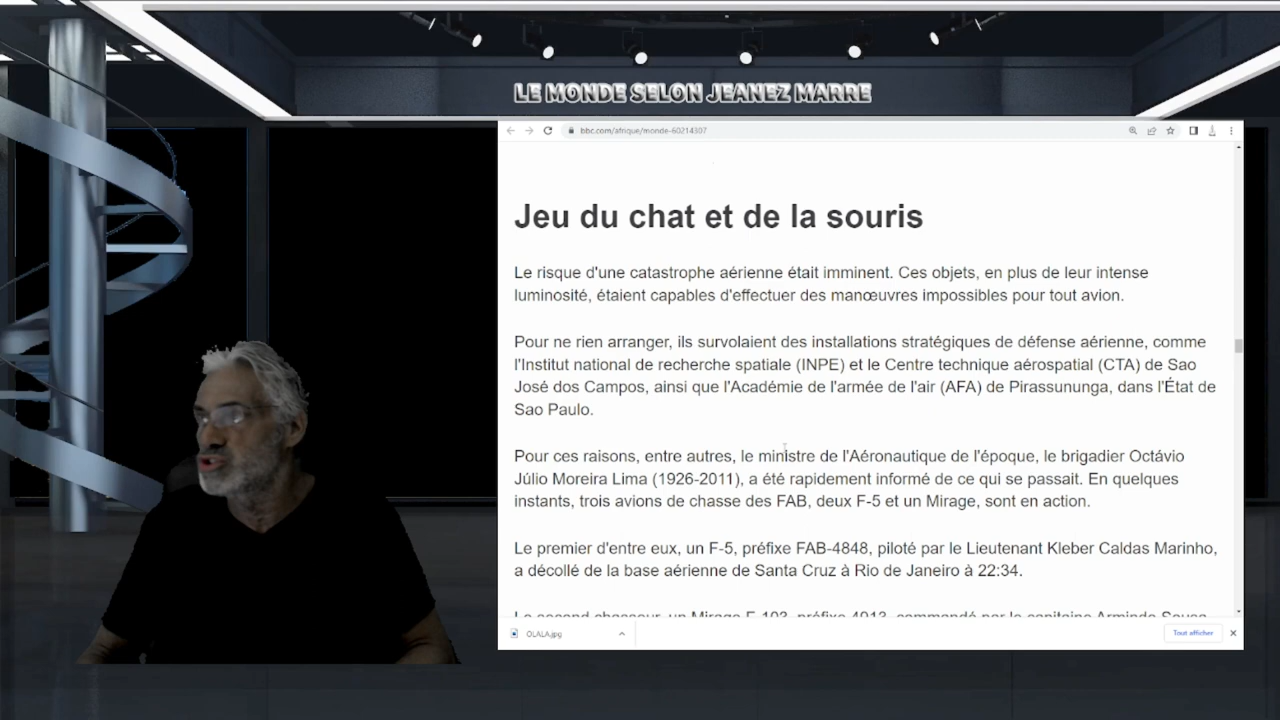 LE MONDE SELON JEANEZ MARRE
bbc.com/afrique/monde-60214307
Jeu du chat et de la souris
Le risque d'une catastrophe aérienne était imminent. Ces objets, en plus de leur intense
luminosité, étaient capables d'effectuer des manœuvres impossibles pour tout avion.
Pour ne rien arranger, ils survolaient des installations stratégiques de défense aérienne, comme
l'Institut national de recherche spatiale (INPE) et le Centre technique aérospatial (CTA) de Sao
José dos Campos, ainsi que l'Académie de l'armée de l'air (AFA) de Pirassununga, dans l'État de
Sao Paulo.
Pour ces raisons, entre autres, le ministre de l'Aéronautique de l'époque, le brigadier Octávio
Júlio Moreira Lima (1926-2011), a été rapidement informé de ce qui se passait. En quelques
instants, trois avions de chasse des FAB, deux F-5 et un Mirage, sont en action.
Le premier d'entre eux, un F-5, préfixe FAB-4848, piloté par le Lieutenant Kleber Caldas Marinho,
a décollé de la base aérienne de Santa Cruz à Rio de Janeiro à 22:34.
Le second chasseur, un Mirage F-103, préfixe 4913, commandé par le capitaine Armindo Sousa
OLALA.jpg
Tout afficher